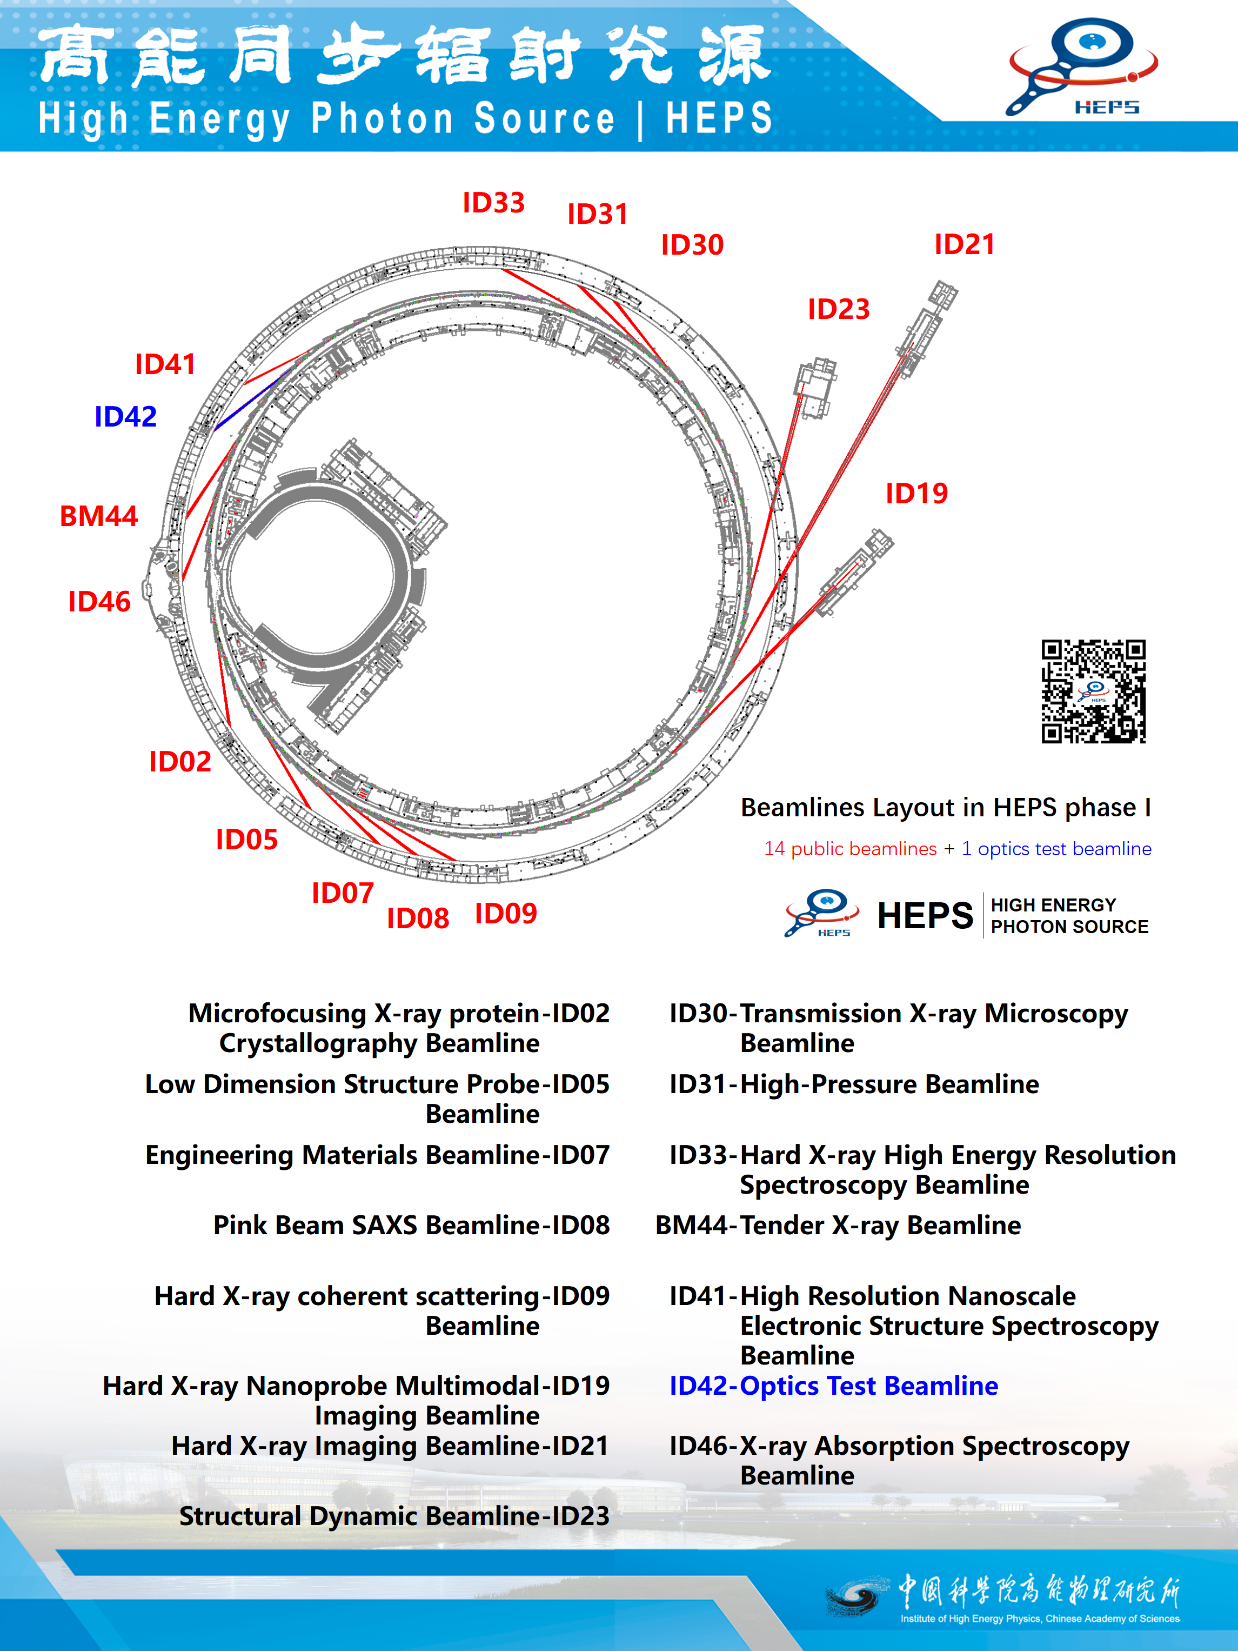 高能同步辐射光源
High Energy Photon Source | HEPS
HEPS
ID33
ID31
ID30
ID21
ID23
ID41
ID42
ID19
BM44
ID46
ID02
ID05
ID07
ID08
ID09
HEPS
Beamlines Layout in HEPS phase I
14 public beamlines + 1 optics test beamline
HEPS
HEPS
HIGH ENERGY
PHOTON SOURCE
Microfocusing X-ray protein-ID02
Crystallography Beamline
Low Dimension Structure Probe-ID05
Beamline
Engineering Materials Beamline-ID07
Pink Beam SAXS Beamline-ID08
Hard X-ray coherent scattering-ID09
Beamline
Hard X-ray Nanoprobe Multimodal-ID19
Imaging Beamline
Hard X-ray Imaging Beamline-ID21
Structural Dynamic Beamline-ID23
ID30-Transmission X-ray Microscopy
Beamline
ID31-High-Pressure Beamline
ID33-Hard X-ray High Energy Resolution
Spectroscopy Beamline
BM44-Tender X-ray Beamline
ID41-High Resolution Nanoscale
Electronic Structure Spectroscopy
Beamline
ID42-Optics Test Beamline
ID46-X-ray Absorption Spectroscopy
Beamline
中国科学院高能物理研究所
Institute of High Energy Physics, Chinese Academy of Sciences